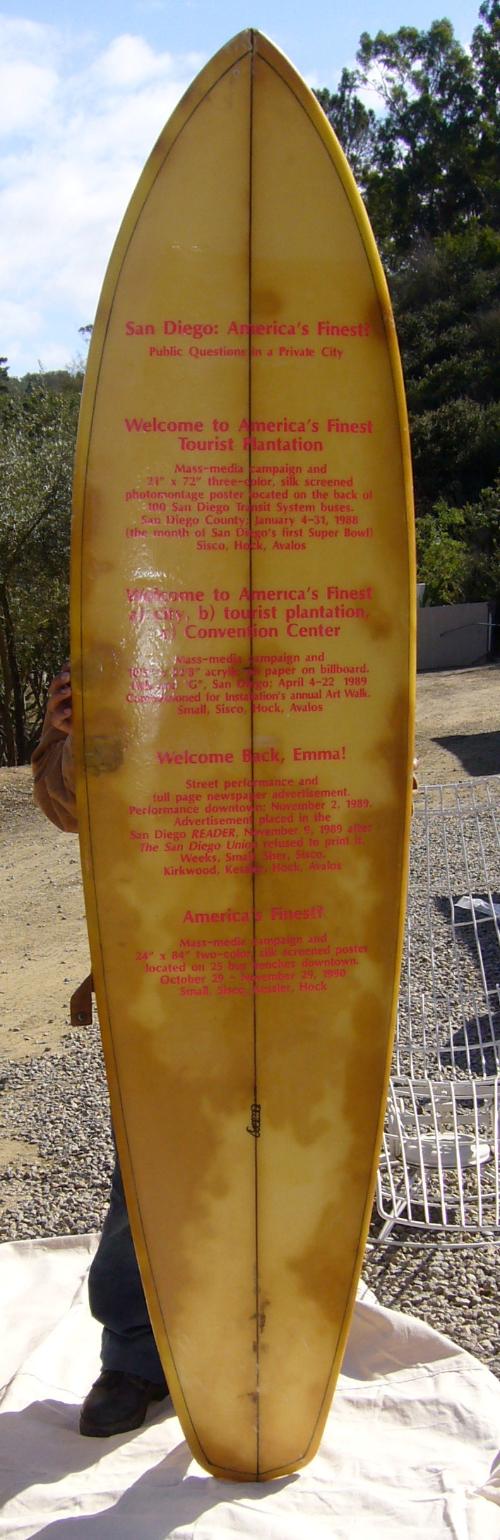 San Diego: America's Finest?
Public Questions in a Private City
Welcome to America's Finest
Tourist Plantation
Mass-media campaign and
21" x 72" three-color, silk screened
photomontage poster located on the back of
100 San Diego Transit System buses.
San Diego County; January 4-31, 1988
(the month of San Diego's first Super Bowl)
Sisco, Hock, Avalos
Welcome to America's Finest
a) city, b) tourist plantation,
c) Convention Center
Mass-media campaign and
acrylic on paper on billboard.
"G", San Diego; April 4-22 1989
Commissioned for Installation's annual Art Walk.
Small, Sisco, Hock, Avalos
Welcome Back, Emma!
Street performance and
full page newspaper advertisement.
Performance downtown: November 2, 1989.
Advertisement placed in the
San Diego READER, November 9, 1989 after
The San Diego Union refused to print it.
Weeks, Small, Sher, Sisco,
Kirkwood, Kessler, Hock, Avalos
America's Finest?
Mass-media campaign and
24" x 84" two-color, silk screened poster
located on 25 bus benches downtown.
October 29 - November 29, 1990
Small, Sisco, Kessler, Hock